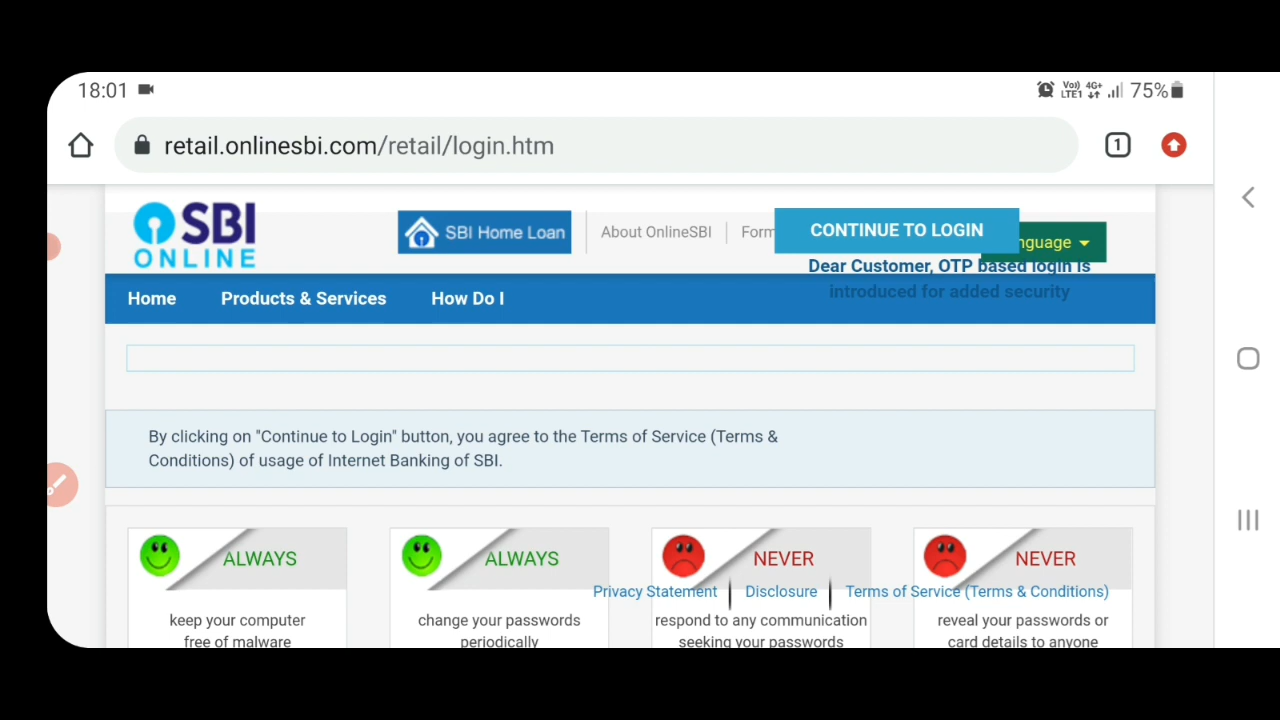 18:01
Vo)) 4G+
LTE1
75%
retail.onlinesbi.com/retail/login.htm
1
SBI
ONLINE
SBI Home Loan
About OnlineSBI
Form
CONTINUE TO LOGIN
nguage
Dear Customer, OTP based login is
introduced for added security
Home
Products & Services
How Do I
By clicking on "Continue to Login" button, you agree to the Terms of Service (Terms &
Conditions) of usage of Internet Banking of SBI.
ALWAYS
ALWAYS
NEVER
NEVER
Privacy Statement
Disclosure
Terms of Service (Terms & Conditions)
keep your computer
free of malware
change your passwords
periodically
respond to any communication
seeking your passwords
reveal your passwords or
card details to anyone